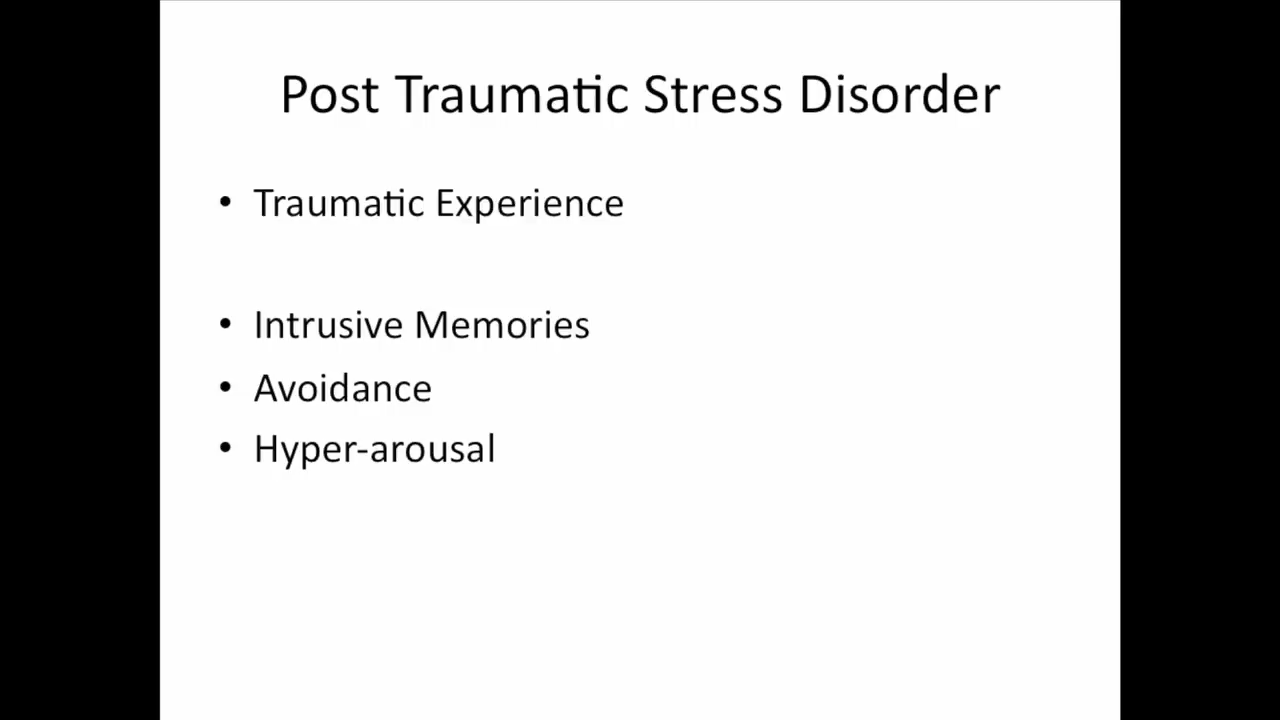 Post Traumatic Stress Disorder
• Traumatic Experience
• Intrusive Memories
• Avoidance
• Hyper-arousal